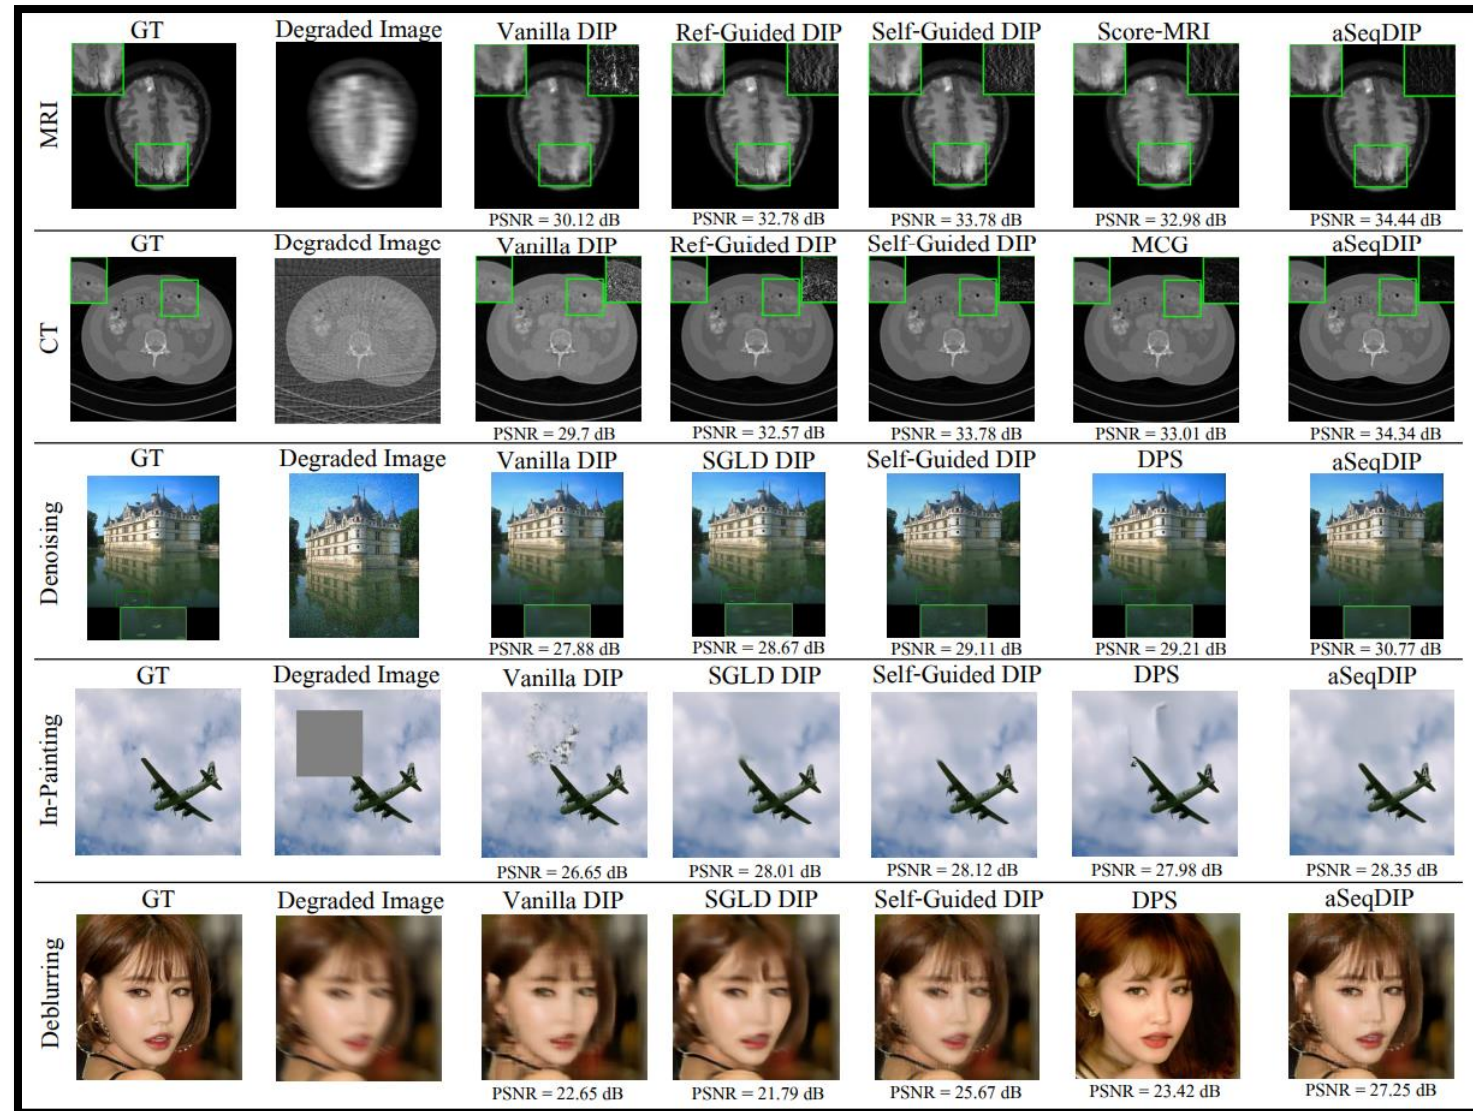 GT Degraded Image Vanilla DIP Ref-Guided DIP Self-Guided DIP Score-MRI aSeqDIP
MRI
PSNR = 30.12 dB PSNR = 32.78 dB PSNR = 33.78 dB PSNR = 32.98 dB PSNR = 34.44 dB
GT Degraded Image Vanilla DIP Ref-Guided DIP Self-Guided DIP MCG aSeqDIP
CT
PSNR = 29.7 dB PSNR = 32.57 dB PSNR = 33.78 dB PSNR = 33.01 dB PSNR = 34.34 dB
GT Degraded Image Vanilla DIP SGLD DIP Self-Guided DIP DPS aSeqDIP
Denoising
PSNR = 27.88 dB PSNR = 28.67 dB PSNR = 29.11 dB PSNR = 29.21 dB PSNR = 30.77 dB
GT Degraded Image Vanilla DIP SGLD DIP Self-Guided DIP DPS aSeqDIP
In-Painting
PSNR = 26.65 dB PSNR = 28.01 dB PSNR = 28.12 dB PSNR = 27.98 dB PSNR = 28.35 dB
GT Degraded Image Vanilla DIP SGLD DIP Self-Guided DIP DPS aSeqDIP
Deblurring
PSNR = 22.65 dB PSNR = 21.79 dB PSNR = 25.67 dB PSNR = 23.42 dB PSNR = 27.25 dB